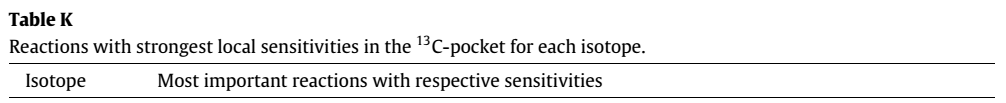 Table K
Reactions with strongest local sensitivities in the ¹³C-pocket for each isotope.
Isotope Most important reactions with respective sensitivities